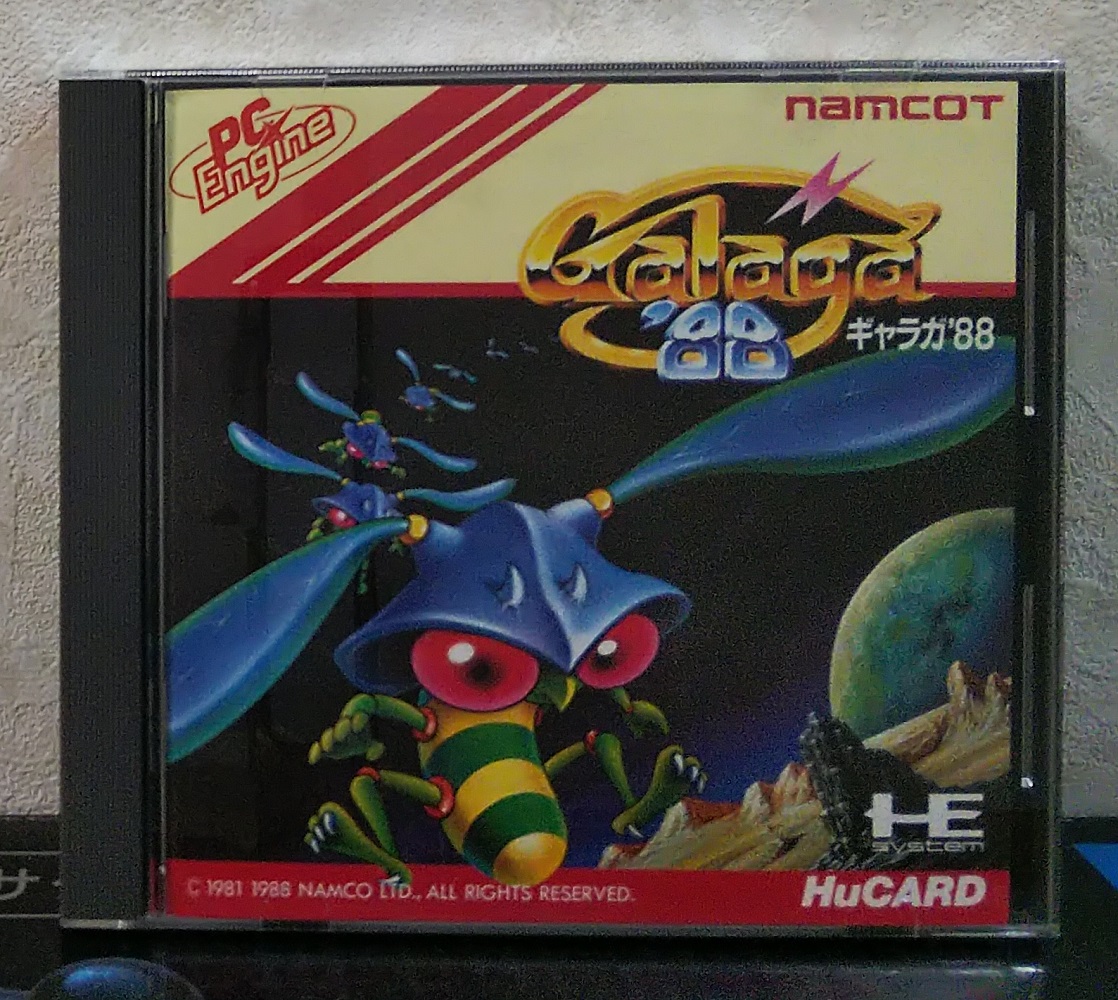 PC Engine
namcoT
Galaga
'88
ギャラガ'88
HE
system
© 1981 1988 NAMCO LTD., ALL RIGHTS RESERVED.
HuCARD
サ